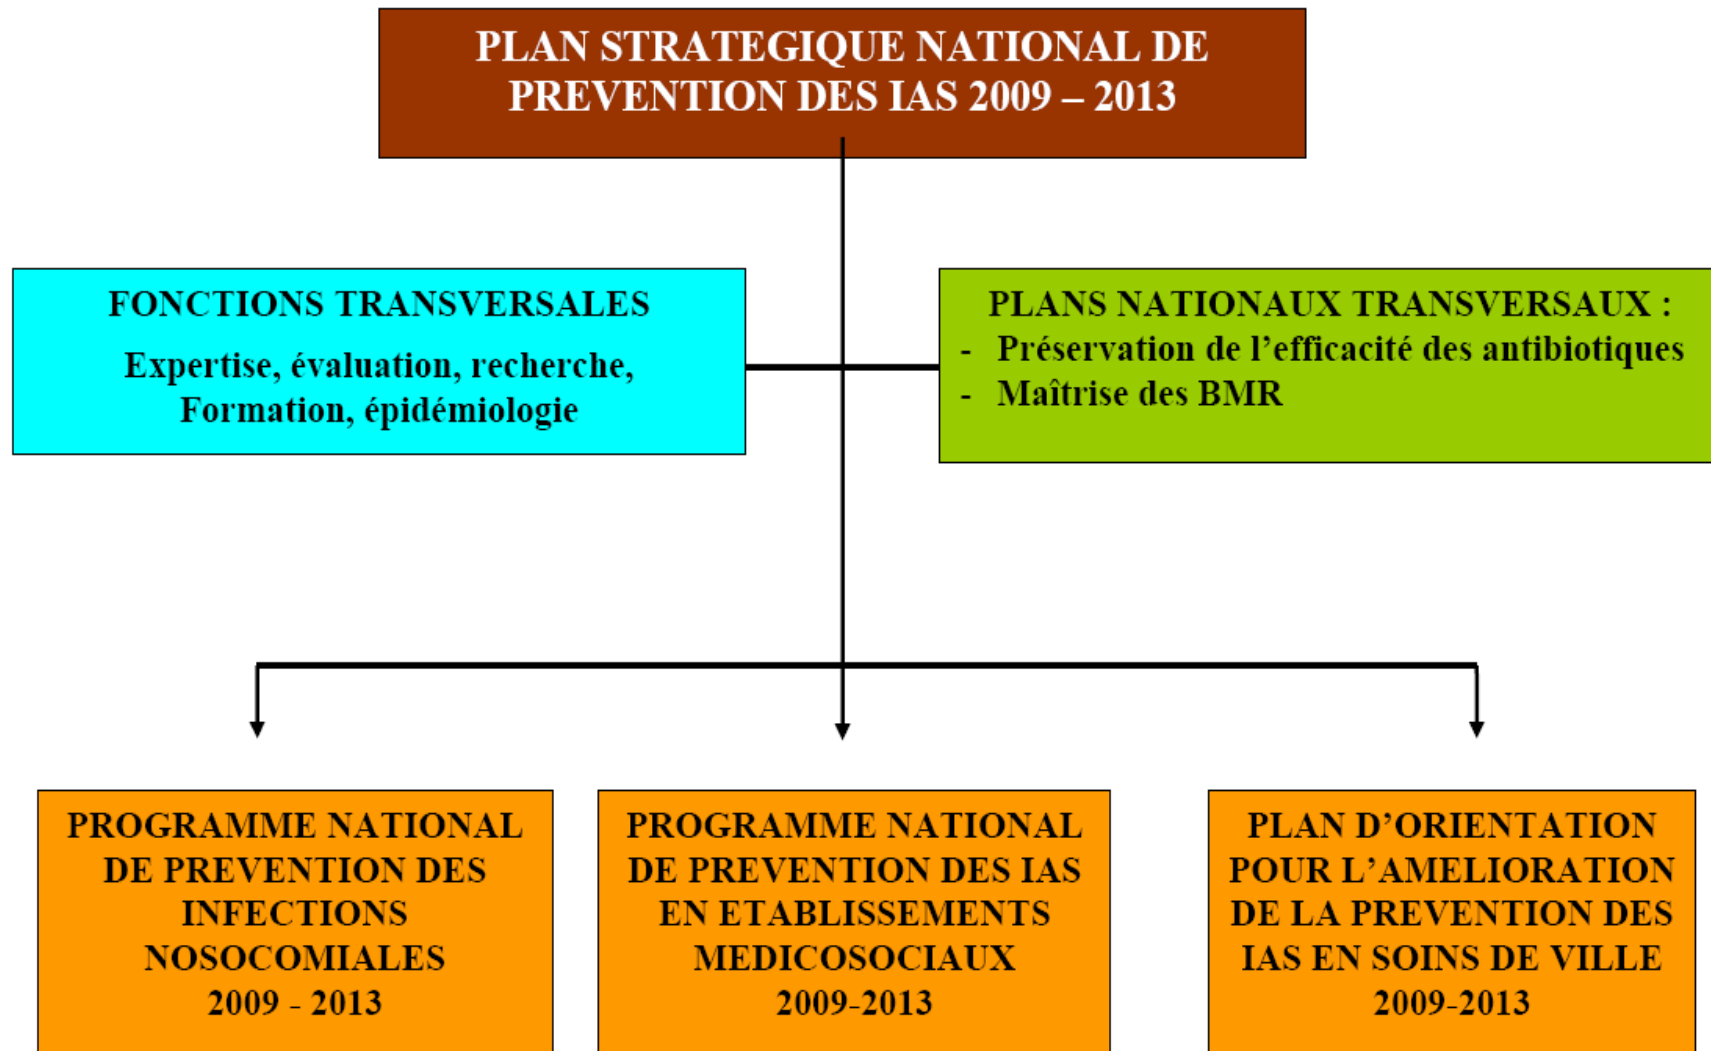 PLAN STRATEGIQUE NATIONAL DE
PREVENTION DES IAS 2009 – 2013
FONCTIONS TRANSVERSALES
Expertise, évaluation, recherche,
Formation, épidémiologie
PLANS NATIONAUX TRANSVERSAUX :
- Préservation de l’efficacité des antibiotiques
- Maîtrise des BMR
PROGRAMME NATIONAL
DE PREVENTION DES
INFECTIONS
NOSOCOMIALES
2009 - 2013
PROGRAMME NATIONAL
DE PREVENTION DES IAS
EN ETABLISSEMENTS
MEDICOSOCIAUX
2009-2013
PLAN D’ORIENTATION
POUR L’AMELIORATION
DE LA PREVENTION DES
IAS EN SOINS DE VILLE
2009-2013